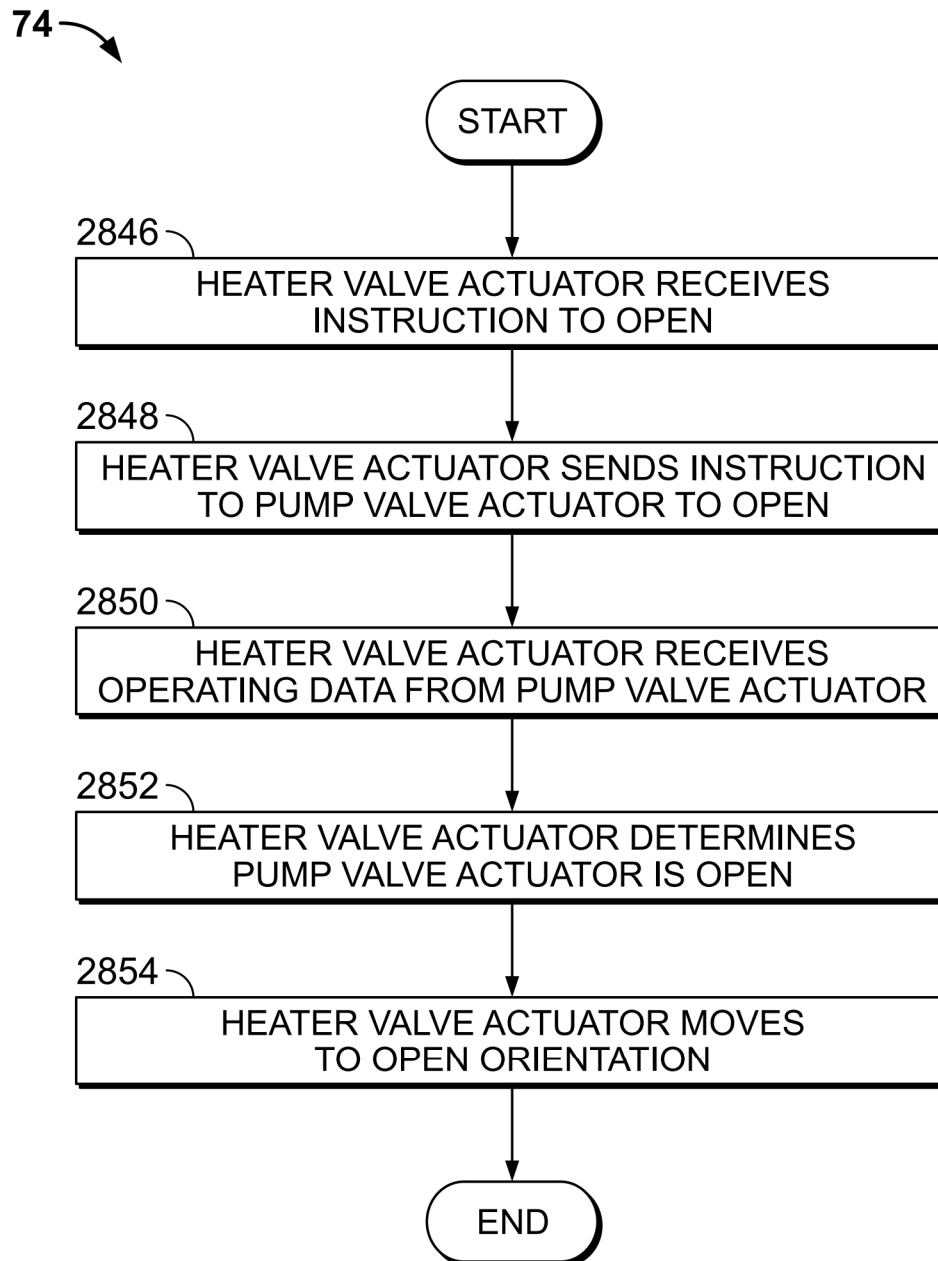 74
START
2846
HEATER VALVE ACTUATOR RECEIVES
INSTRUCTION TO OPEN
2848
HEATER VALVE ACTUATOR SENDS INSTRUCTION
TO PUMP VALVE ACTUATOR TO OPEN
2850
HEATER VALVE ACTUATOR RECEIVES
OPERATING DATA FROM PUMP VALVE ACTUATOR
2852
HEATER VALVE ACTUATOR DETERMINES
PUMP VALVE ACTUATOR IS OPEN
2854
HEATER VALVE ACTUATOR MOVES
TO OPEN ORIENTATION
END